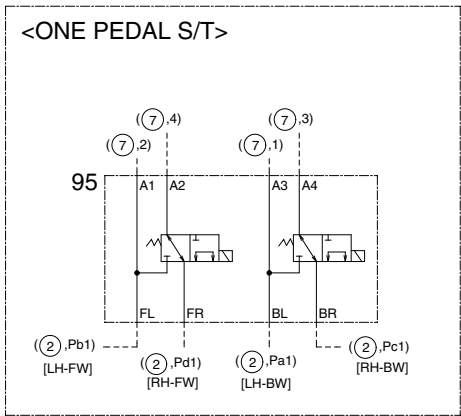 <ONE PEDAL S/T>
(7,4) (7,3)
(7,2) (7,1)
95 A1 A2 A3 A4
FL FR BL BR
(2,Pb1) (2,Pd1) (2,Pa1) (2,Pc1)
[LH-FW] [RH-FW] [LH-BW] [RH-BW]